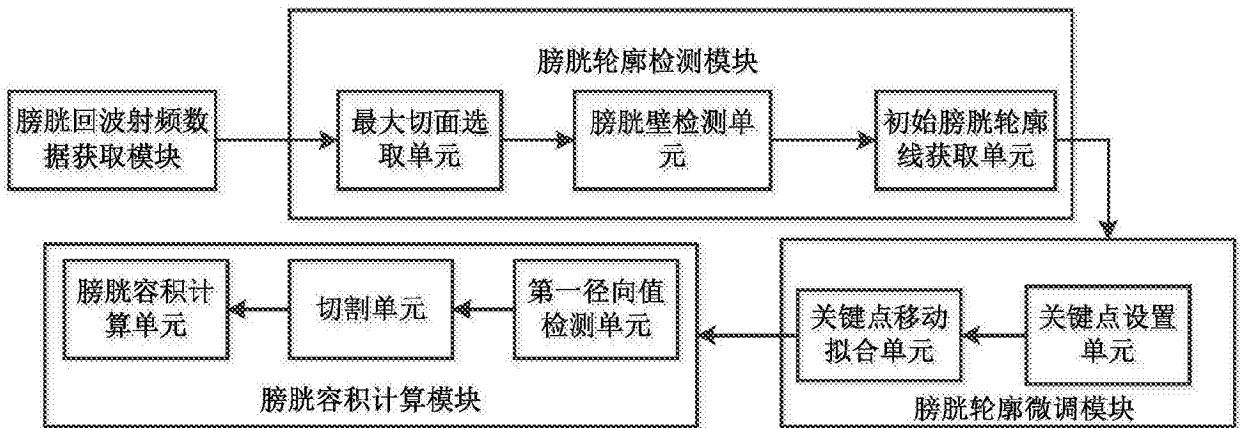 膀胱轮廓检测模块
膀胱回波射频数
据获取模块
最大切面选
取单元
膀胱壁检测单
元
初始膀胱轮廓
线获取单元
膀胱容积计
算单元
切割单元
第一径向值
检测单元
膀胱容积计算模块
关键点移动
拟合单元
关键点设置
单元
膀胱轮廓微调模块